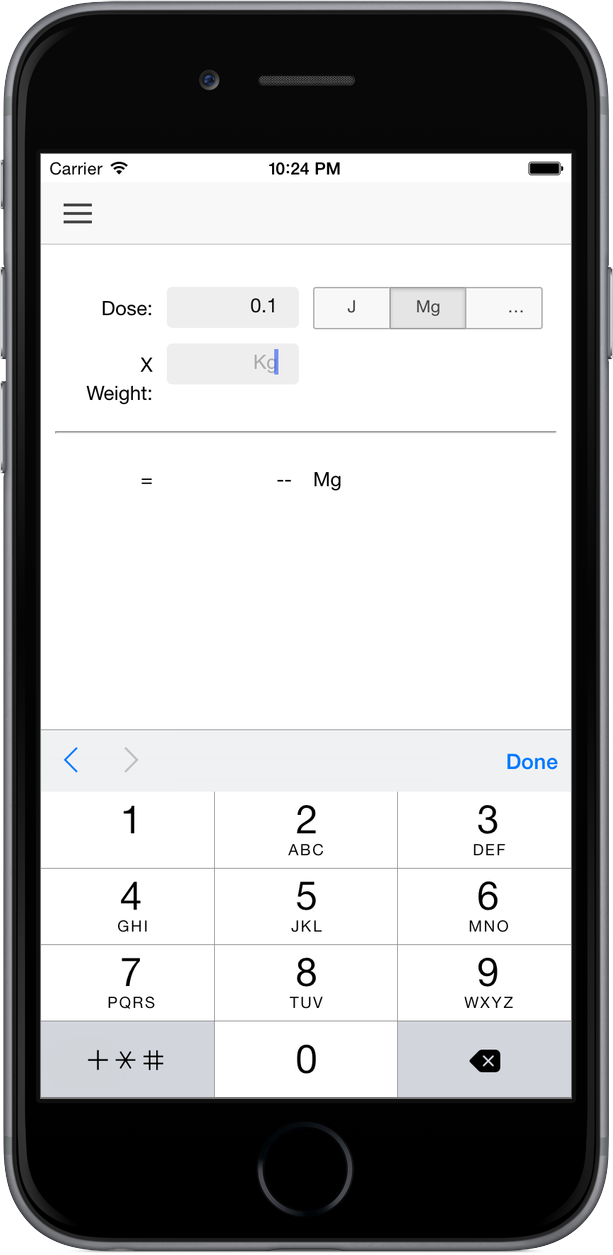 Carrier 10:24 PM
Dose: 0.1 J Mg ...
X Kg
Weight:
= -- Mg
Done
1 2 3
ABC DEF
4 5 6
GHI JKL MNO
7 8 9
PQRS TUV WXYZ
+ * # 0